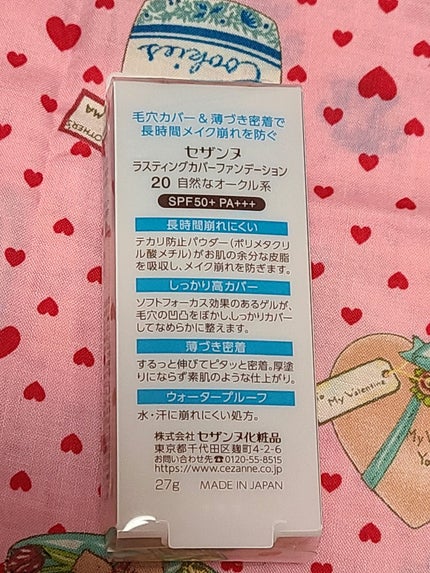 Cookies
MOTHER'S
MA
毛穴カバー&薄づき密着で
長時間メイク崩れを防ぐ
セザンヌ
ラスティングカバーファンデーション
20 自然なオークル系
SPF50+ PA+++
長時間崩れにくい
テカリ防止パウダー(ポリメタクリ
ル酸メチル)がお肌の余分な皮脂
を吸収し、メイク崩れを防ぎます。
しっかり高カバー
ソフトフォーカス効果のあるゲルが、
毛穴の凹凸をぼかし、しっかりカバー
してなめらかに整えます。
薄づき密着
するっと伸びてピタッと密着。厚塗
りにならず素肌のような仕上がり。
ウォータープルーフ
水・汗に崩れにくい処方。
株式会社 セザンヌ化粧品
東京都千代田区麹町4-2-6
お問い合わせ先☎0120-55-8515
https://www.cezanne.co.jp
27g MADE IN JAPAN
My Valentine
My Valentine